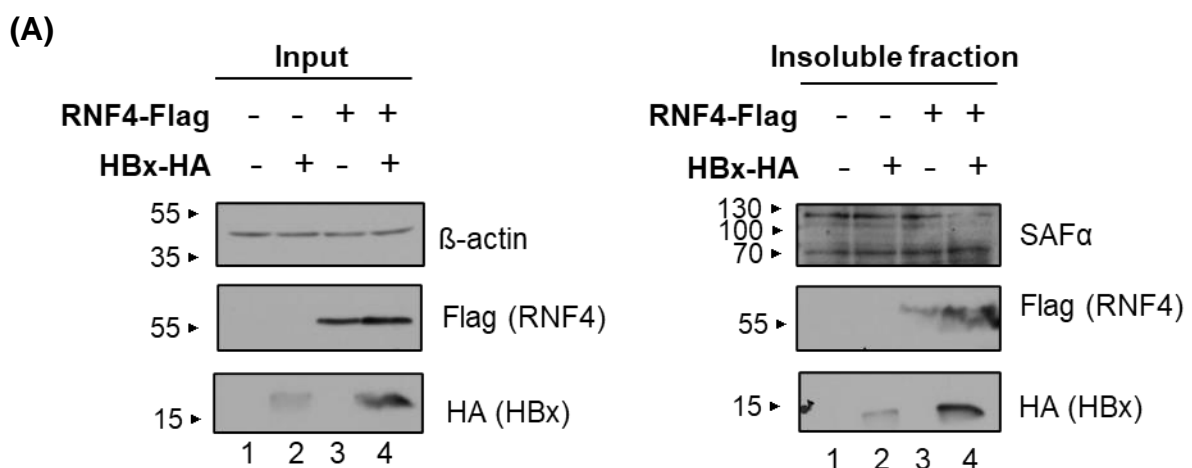 (A)
Input
RNF4-Flag - - + +
HBx-HA - + - +
55 ►
35 ►
ß-actin
55 ►
Flag (RNF4)
15 ►
HA (HBx)
1 2 3 4
Insoluble fraction
RNF4-Flag - - + +
HBx-HA - + - +
130 ►
100 ►
70 ►
SAFα
55 ►
Flag (RNF4)
15 ►
HA (HBx)
1 2 3 4